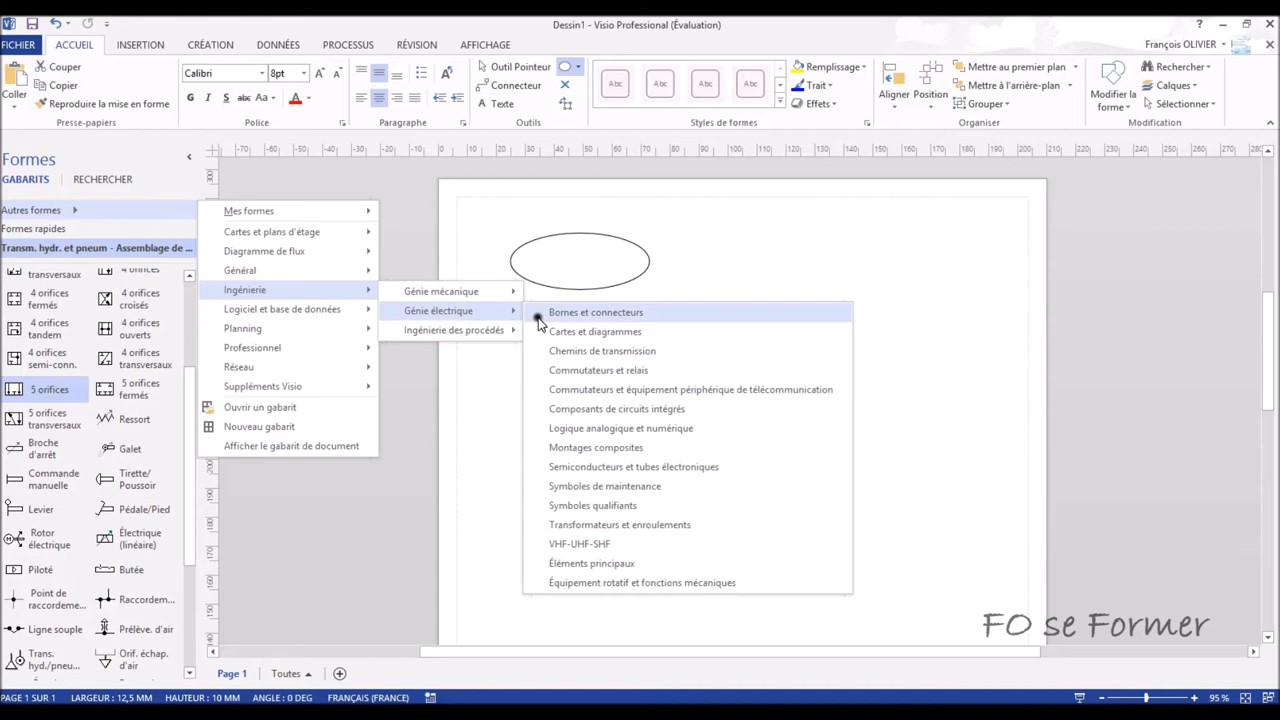 Dessin1 - Visio Professional (Évaluation)
FICHIER ACCUEIL INSERTION CRÉATION DONNÉES PROCESSUS RÉVISION AFFICHAGE François OLIVIER
Coller
Couper
Copier
Reproduire la mise en forme
Presse-papiers
Calibri 8pt
G I S abc Aa A
Police
Paragraphe
Outil Pointeur
Connecteur
Texte
Outils
Abc Abc Abc Abc
Styles de formes
Remplissage
Trait
Effets
Aligner
Position
Mettre au premier plan
Mettre à l'arrière-plan
Grouper
Organiser
Modifier la
forme
Rechercher
Calques
Sélectionner
Modification
Formes
GABARITS RECHERCHER
Autres formes
Formes rapides
Transm. hydr. et pneum - Assemblage de ...
transversaux
4 orifices
croisés
4 orifices
fermés
4 orifices
croisés
4 orifices
tandem
4 orifices
ouverts
4 orifices
semi-conn.
4 orifices
transversaux
5 orifices
5 orifices
fermés
5 orifices
transversaux
Ressort
Broche
d'arrêt
Galet
Commande
manuelle
Tirette/
Poussoir
Levier
Pédale/Pied
Rotor
électrique
Électrique
(linéaire)
Piloté
Butée
Point de
raccordeme...
Raccordem...
Ligne souple
Prélève. d'air
Trans.
hyd./pneu...
Orif. échap.
d'air
Mes formes
Cartes et plans d'étage
Diagramme de flux
Général
Ingénierie
Logiciel et base de données
Planning
Professionnel
Réseau
Suppléments Visio
Ouvrir un gabarit
Nouveau gabarit
Afficher le gabarit de document
Génie mécanique
Génie électrique
Ingénierie des procédés
Bornes et connecteurs
Cartes et diagrammes
Chemins de transmission
Commutateurs et relais
Commutateurs et équipement périphérique de télécommunication
Composants de circuits intégrés
Logique analogique et numérique
Montages composites
Semiconducteurs et tubes électroniques
Symboles de maintenance
Symboles qualifiants
Transformateurs et enroulements
VHF-UHF-SHF
Éléments principaux
Équipement rotatif et fonctions mécaniques
FO se Former
Page 1 Toutes
PAGE 1 SUR 1 LARGEUR : 12,5 MM HAUTEUR : 10 MM ANGLE : 0 DEG FRANÇAIS (FRANCE) 95 %